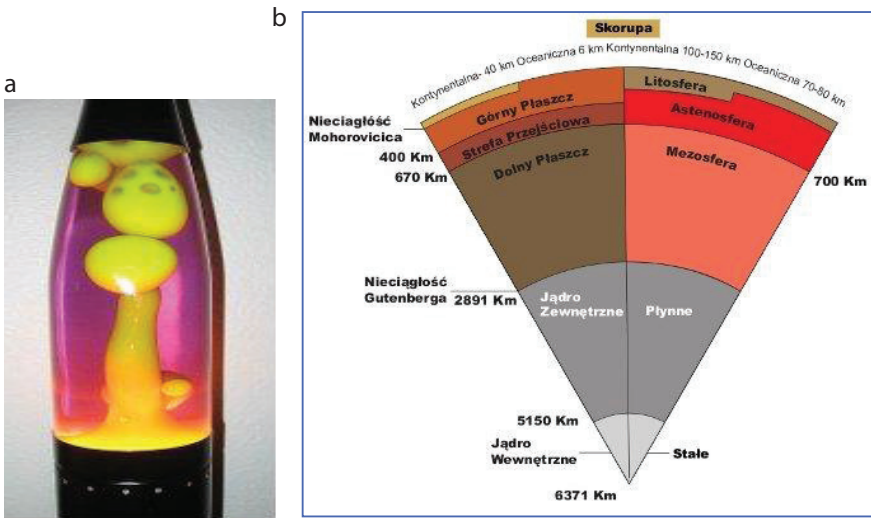 a
b
Skorupa
Kontynentalna- 40 km Oceaniczna 6 km Kontynentalna 100-150 km Oceaniczna 70-80 km
Litosfera
Górny Płaszcz
Astenosfera
Nieciągłość
Mohorovicica
Strefa Przejściowa
400 Km
Dolny Płaszcz
Mezosfera
670 Km
700 Km
Nieciągłość
Gutenberga
2891 Km
Jądro
Zewnętrzne
Płynne
5150 Km
Jądro
Wewnętrzne
Stałe
6371 Km